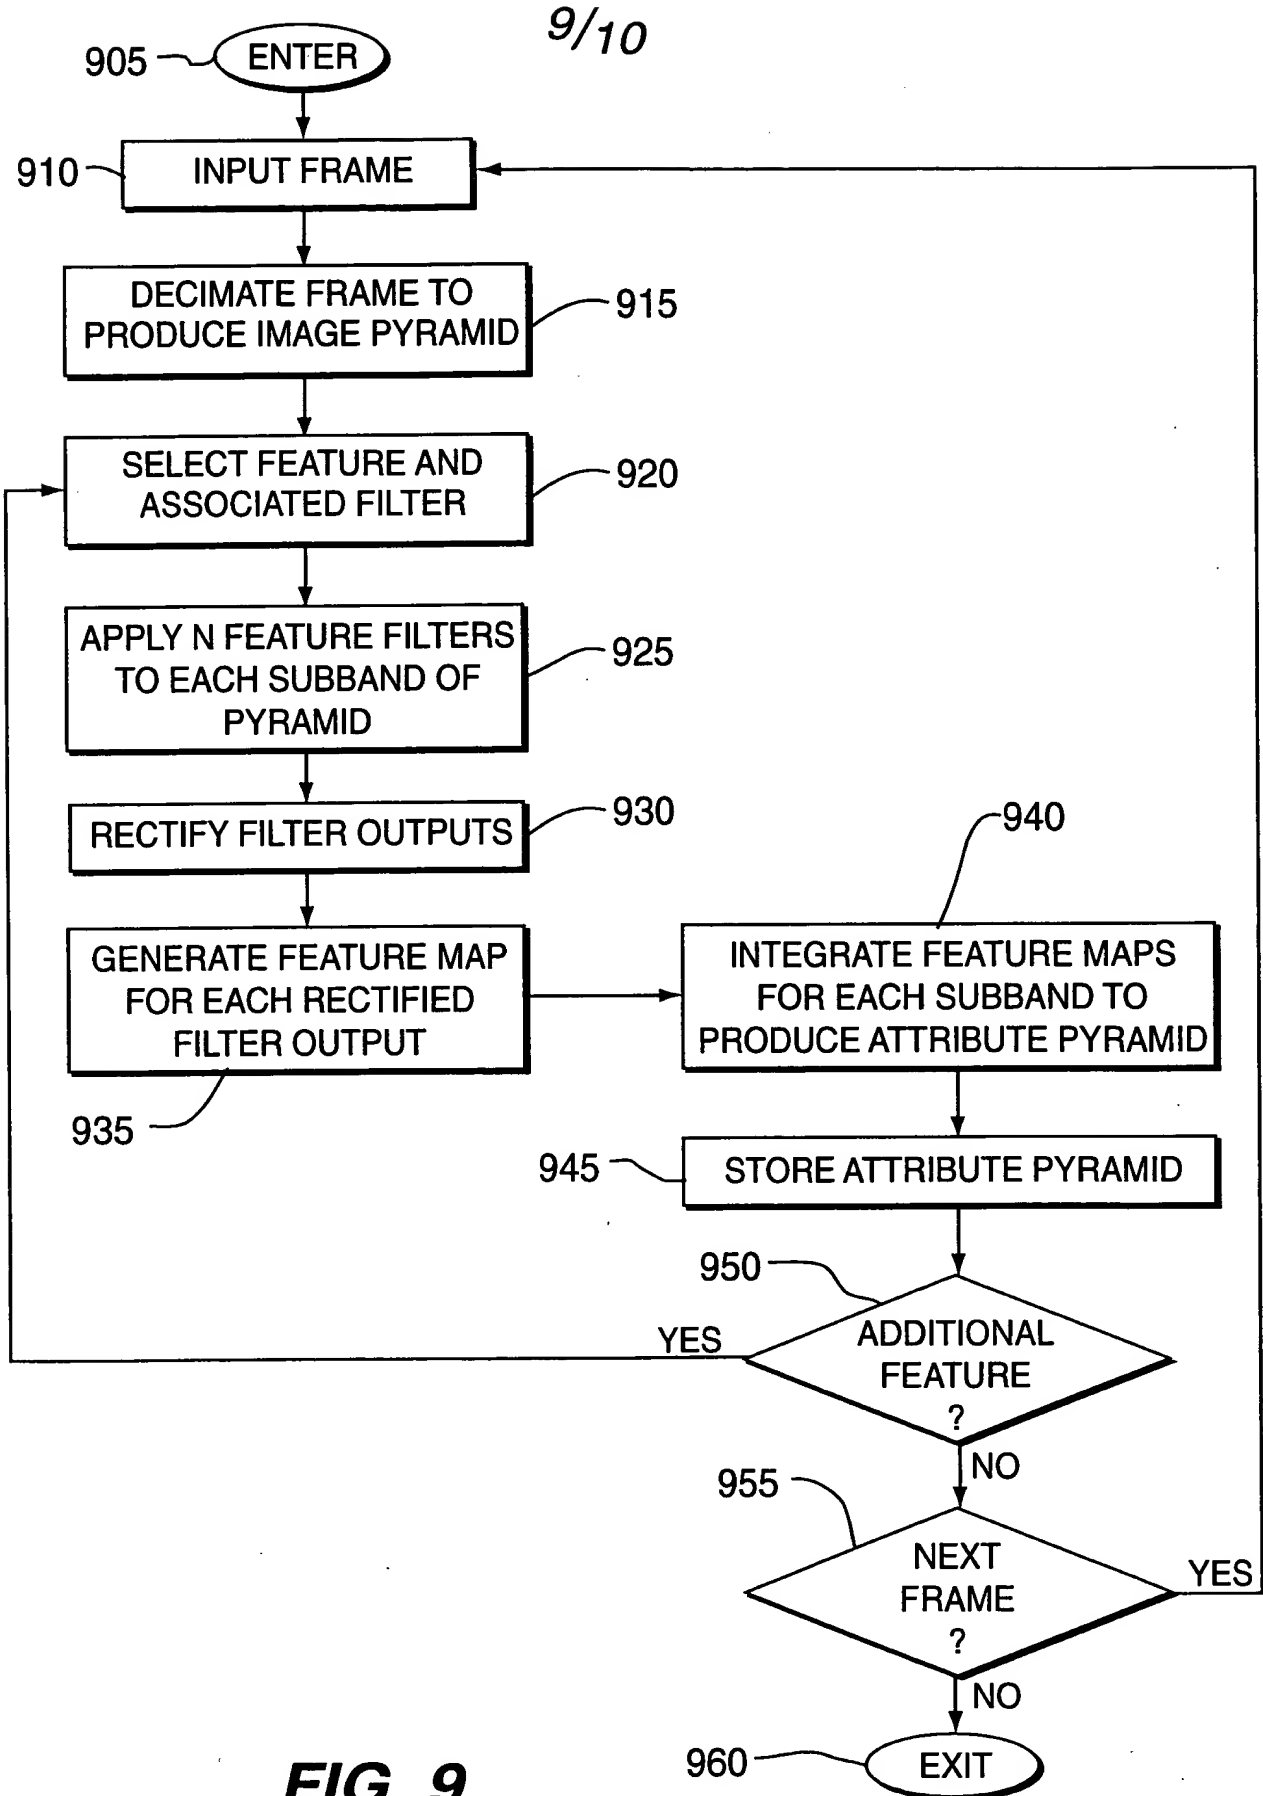 9/10
905
ENTER
910
INPUT FRAME
DECIMATE FRAME TO
PRODUCE IMAGE PYRAMID
915
SELECT FEATURE AND
ASSOCIATED FILTER
920
APPLY N FEATURE FILTERS
TO EACH SUBBAND OF
PYRAMID
925
RECTIFY FILTER OUTPUTS
930
GENERATE FEATURE MAP
FOR EACH RECTIFIED
FILTER OUTPUT
935
940
INTEGRATE FEATURE MAPS
FOR EACH SUBBAND TO
PRODUCE ATTRIBUTE PYRAMID
945
STORE ATTRIBUTE PYRAMID
950
ADDITIONAL
FEATURE
?
YES
NO
955
NEXT
FRAME
?
YES
NO
960
EXIT
FIG. 9